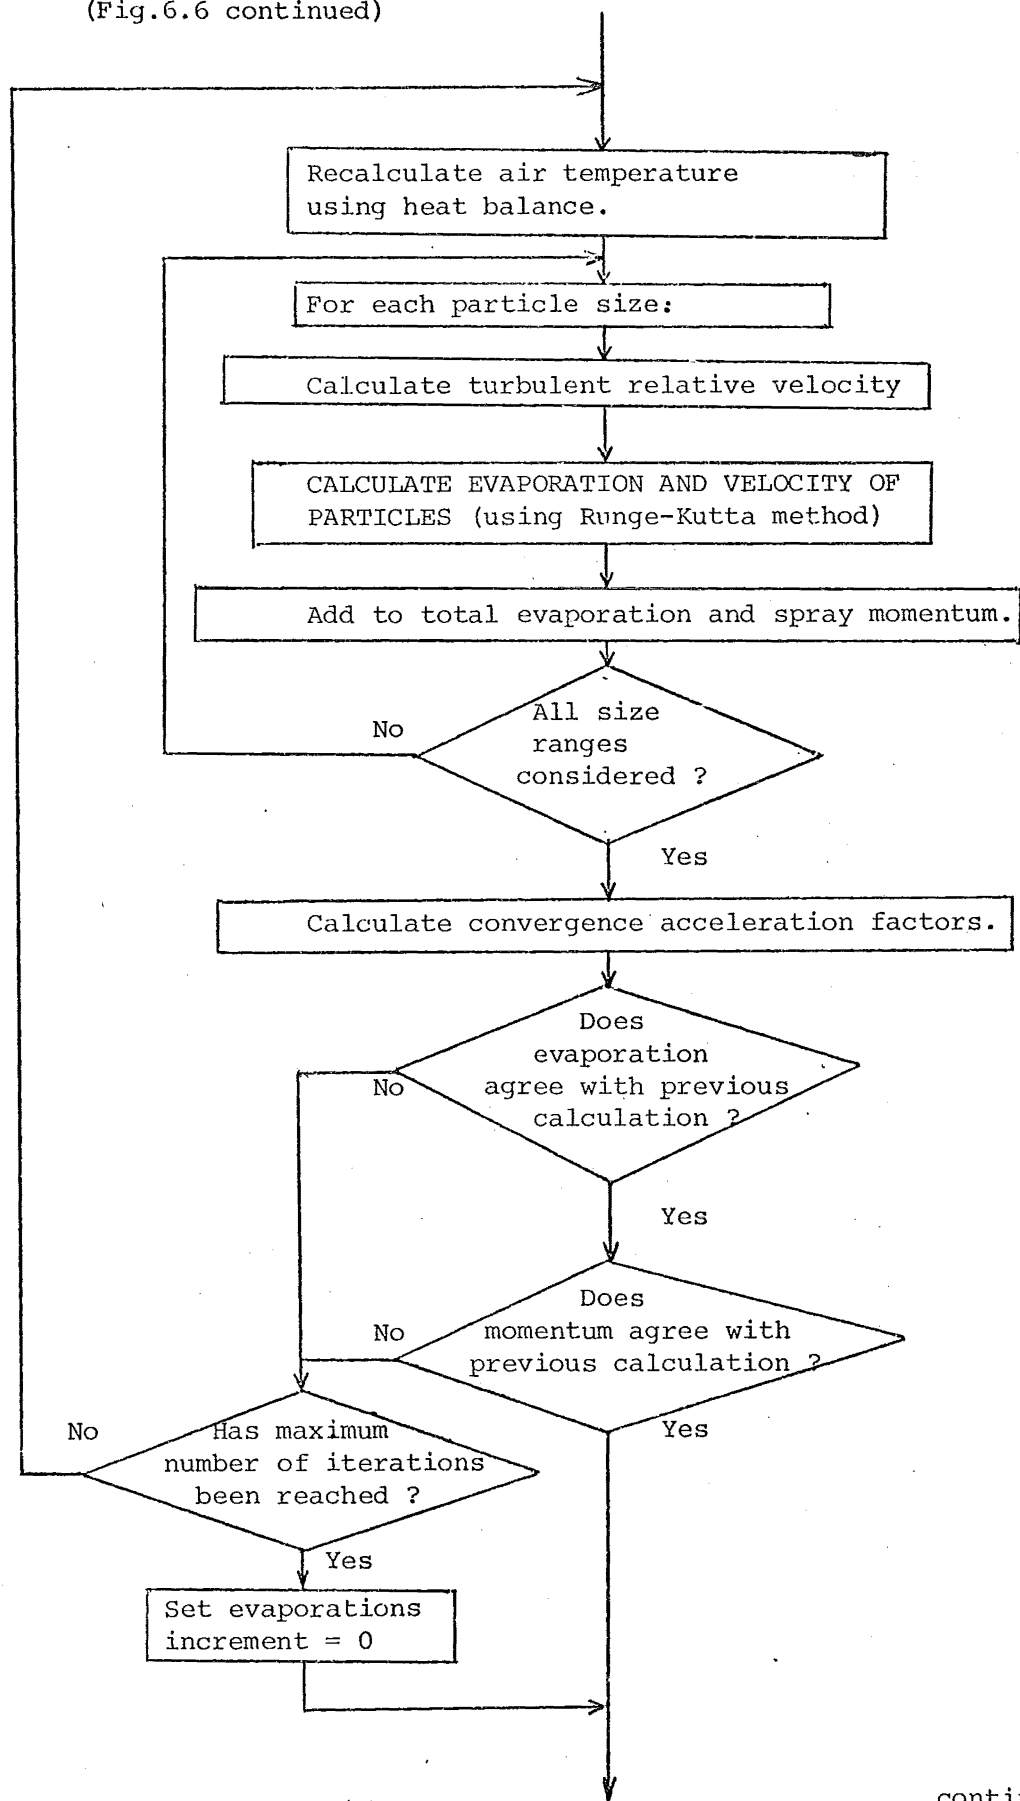 (Fig.6.6 continued)
Recalculate air temperature
using heat balance.
For each particle size:
Calculate turbulent relative velocity
CALCULATE EVAPORATION AND VELOCITY OF
PARTICLES (using Runge-Kutta method)
Add to total evaporation and spray momentum.
All size
ranges
considered ?
No
Yes
Calculate convergence acceleration factors.
Does
evaporation
agree with previous
calculation ?
No
Yes
Does
momentum agree with
previous calculation ?
No
Yes
Has maximum
number of iterations
been reached ?
No
Yes
Set evaporations
increment = 0